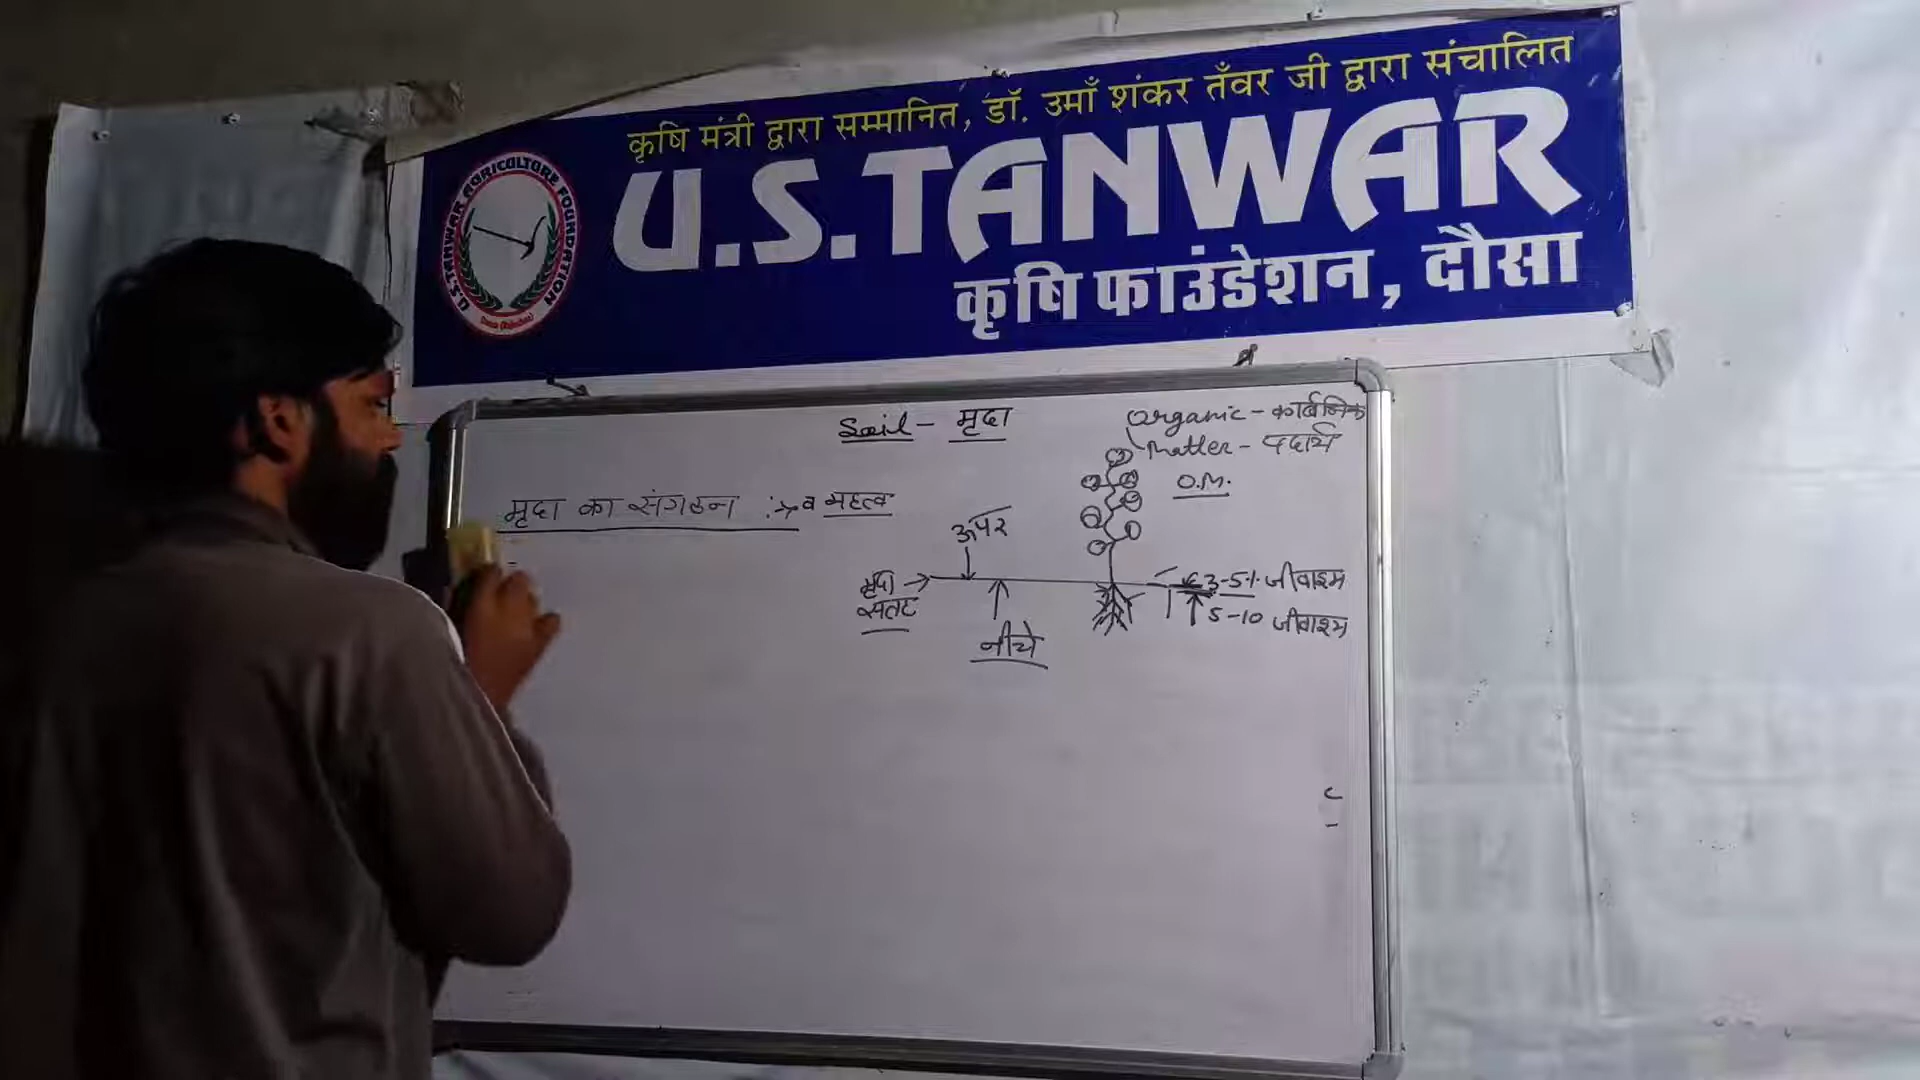 कृषि मंत्री द्वारा सम्मानित, डॉ. उमाँ शंकर तँवर जी द्वारा संचालित
U.S.TANWAR
कृषि फाउंडेशन, दौसा
U.S.TANWAR AGRICALTURE FOUNDATION
Soil - मृदा
Organic - कार्बनिक
Matter - पदार्थ
O.M.
मृदा का संगठन :→ व महत्व
ऊपर
मृदा
सतह
नीचे
3-5% जीवाश्म
5-10 जीवाश्म